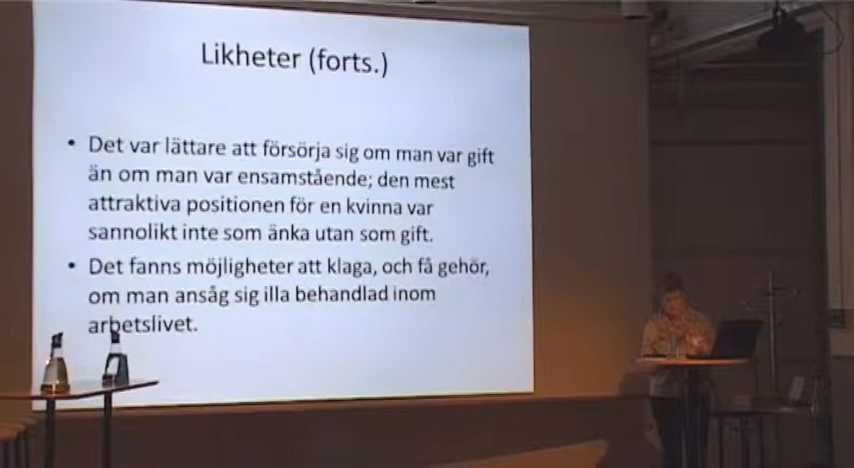 Likheter (forts.)
• Det var lättare att försörja sig om man var gift
än om man var ensamstående; den mest
attraktiva positionen för en kvinna var
sannolikt inte som änka utan som gift.
• Det fanns möjligheter att klaga, och få gehör,
om man ansåg sig illa behandlad inom
arbetslivet.